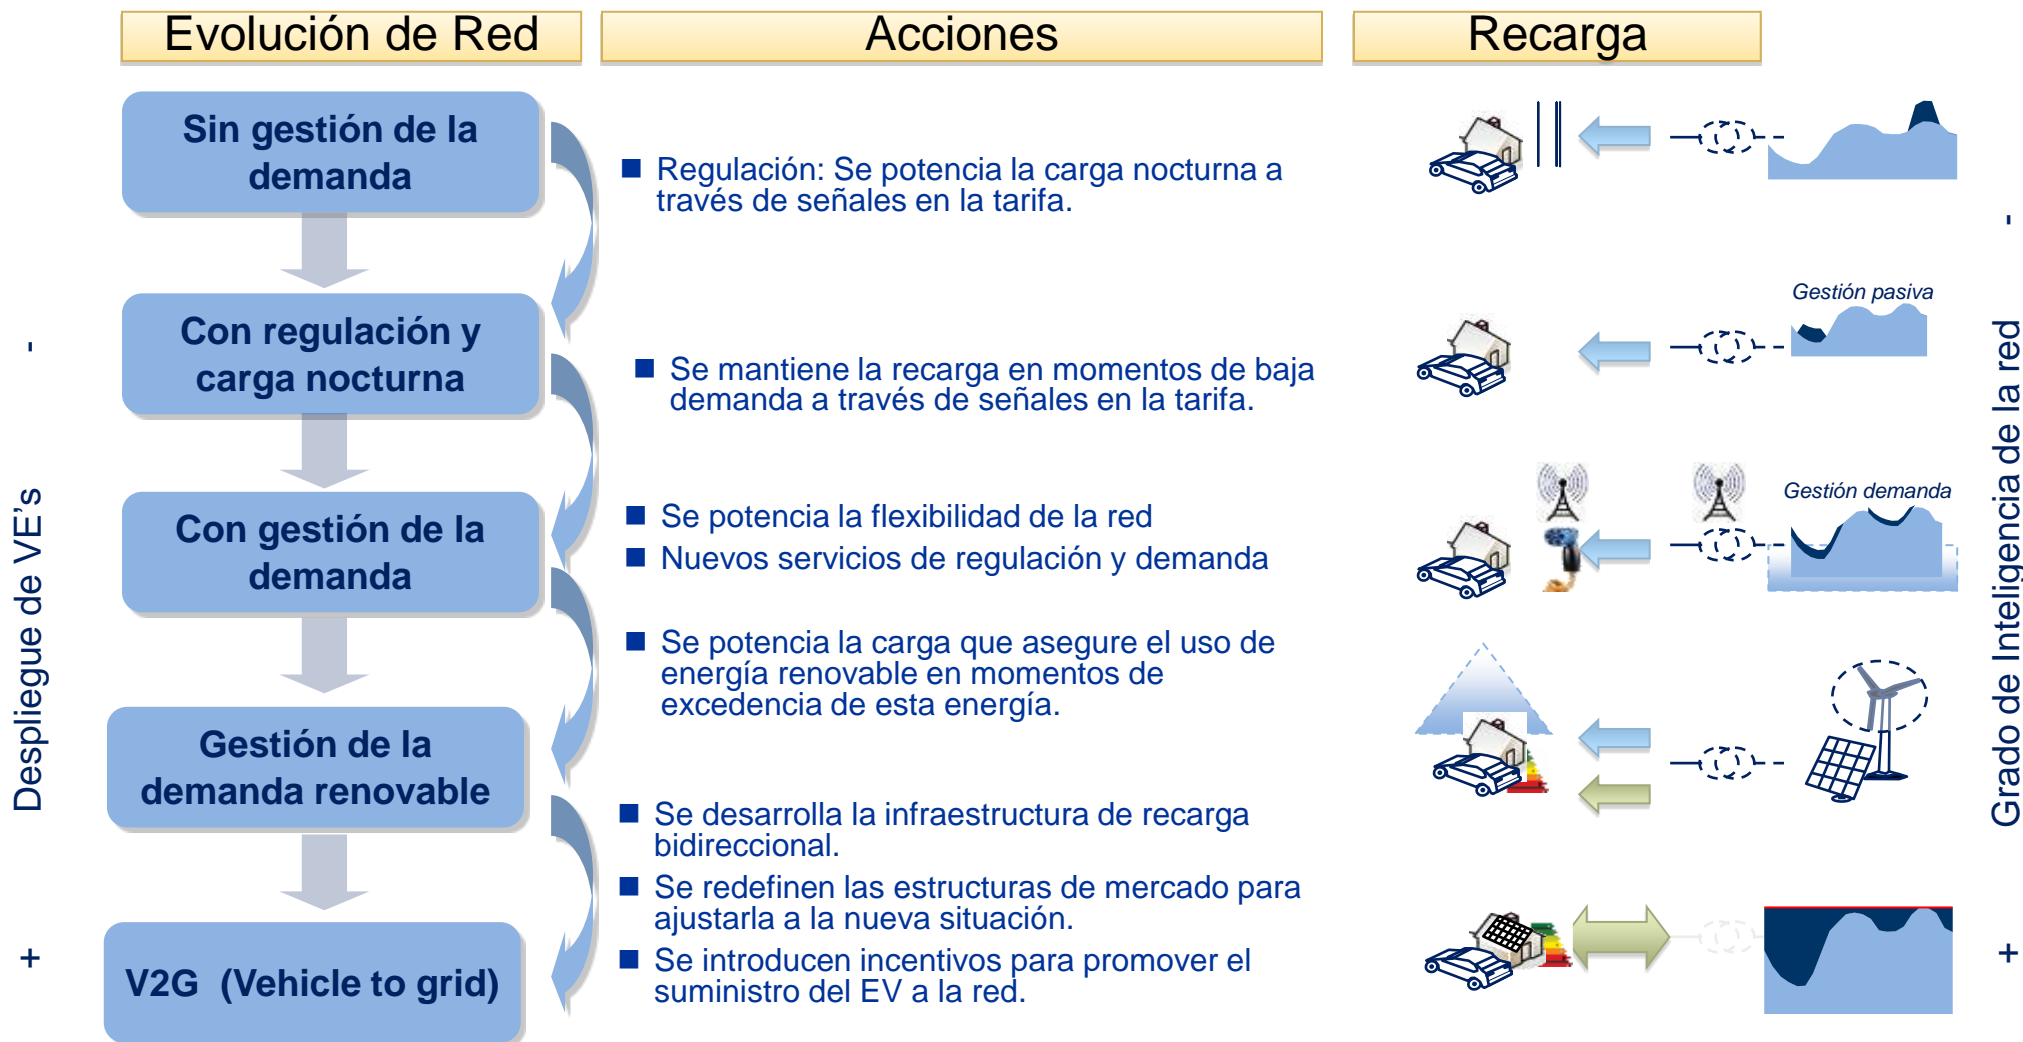 Evolución de Red
Acciones
Recarga
Sin gestión de la
demanda
Regulación: Se potencia la carga nocturna a
través de señales en la tarifa.
Con regulación y
carga nocturna
Se mantiene la recarga en momentos de baja
demanda a través de señales en la tarifa.
Gestión pasiva
Con gestión de la
demanda
Se potencia la flexibilidad de la red
Nuevos servicios de regulación y demanda
Gestión demanda
Se potencia la carga que asegure el uso de
energía renovable en momentos de
excedencia de esta energía.
Gestión de la
demanda renovable
Se desarrolla la infraestructura de recarga
bidireccional.
Se redefinen las estructuras de mercado para
ajustarla a la nueva situación.
Se introducen incentivos para promover el
suministro del EV a la red.
V2G (Vehicle to grid)
+ Despliegue de VE's -
+ Grado de Inteligencia de la red -